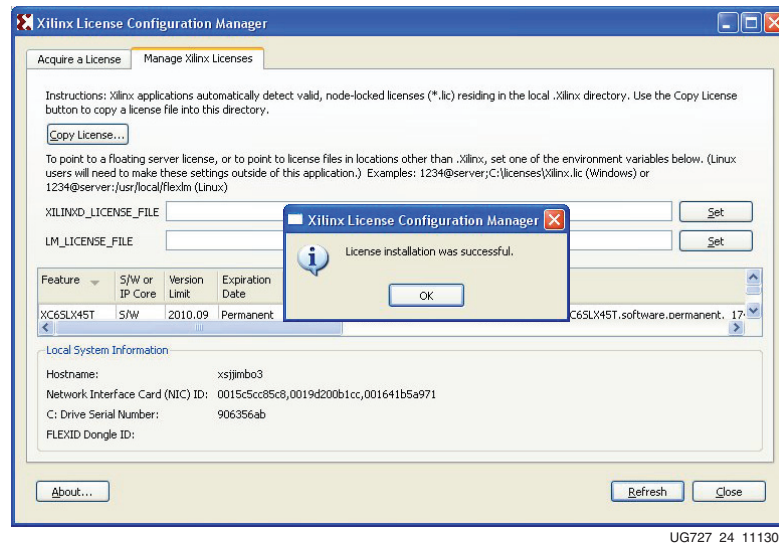 Xilinx License Configuration Manager
Acquire a License
Manage Xilinx Licenses
Instructions: Xilinx applications automatically detect valid, node-locked licenses (*.lic) residing in the local .Xilinx directory. Use the Copy License
button to copy a license file into this directory.
Copy License...
To point to a floating server license, or to point to license files in locations other than .Xilinx, set one of the environment variables below. (Linux
users will need to make these settings outside of this application.) Examples: 1234@server;C:\licenses\Xilinx.lic (Windows) or
1234@server:/usr/local/flexlm (Linux)
XILINXD_LICENSE_FILE
Set
LM_LICENSE_FILE
Set
Xilinx License Configuration Manager
License installation was successful.
OK
Feature S/W or IP Core Version Limit Expiration Date
XC6SLX45T S/W 2010.09 Permanent C6SLX45T.software.permanent. 17
Local System Information
Hostname: xsjjimbo3
Network Interface Card (NIC) ID: 0015c5cc85c8,0019d200b1cc,001641b5a971
C: Drive Serial Number: 906356ab
FLEXID Dongle ID:
About...
Refresh
Close
UG727_24_11130